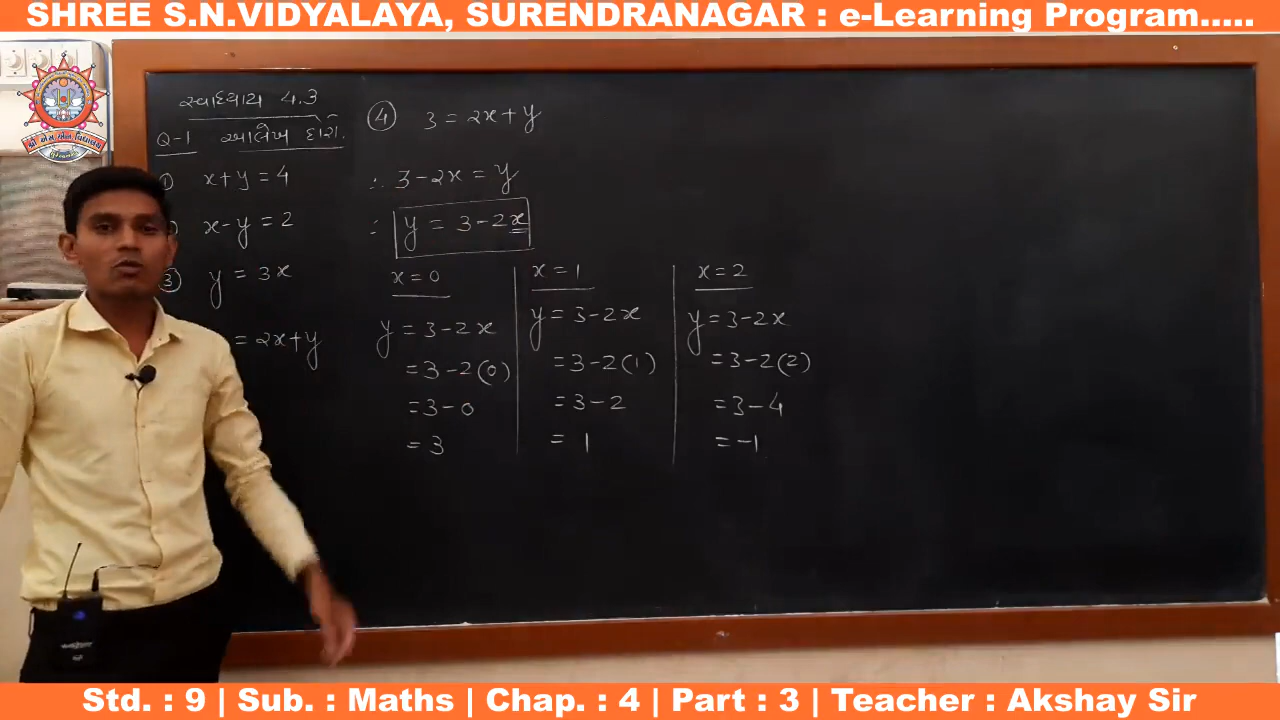 SHREE S.N.VIDYALAYA, SURENDRANAGAR : e-Learning Program.....
સ્વાધ્યાય 4.3
Q-1 આલેખ દોરો.
① x+y=4
x-y=2
③ y=3x
=2x+y
④ 3=2x+y
∴ 3-2x=y
∴ y=3-2x
x=0
y=3-2x
=3-2(0)
=3-0
=3
x=1
y=3-2x
=3-2(1)
=3-2
=1
x=2
y=3-2x
=3-2(2)
=3-4
=-1
Std. : 9 | Sub. : Maths | Chap. : 4 | Part : 3 | Teacher : Akshay Sir